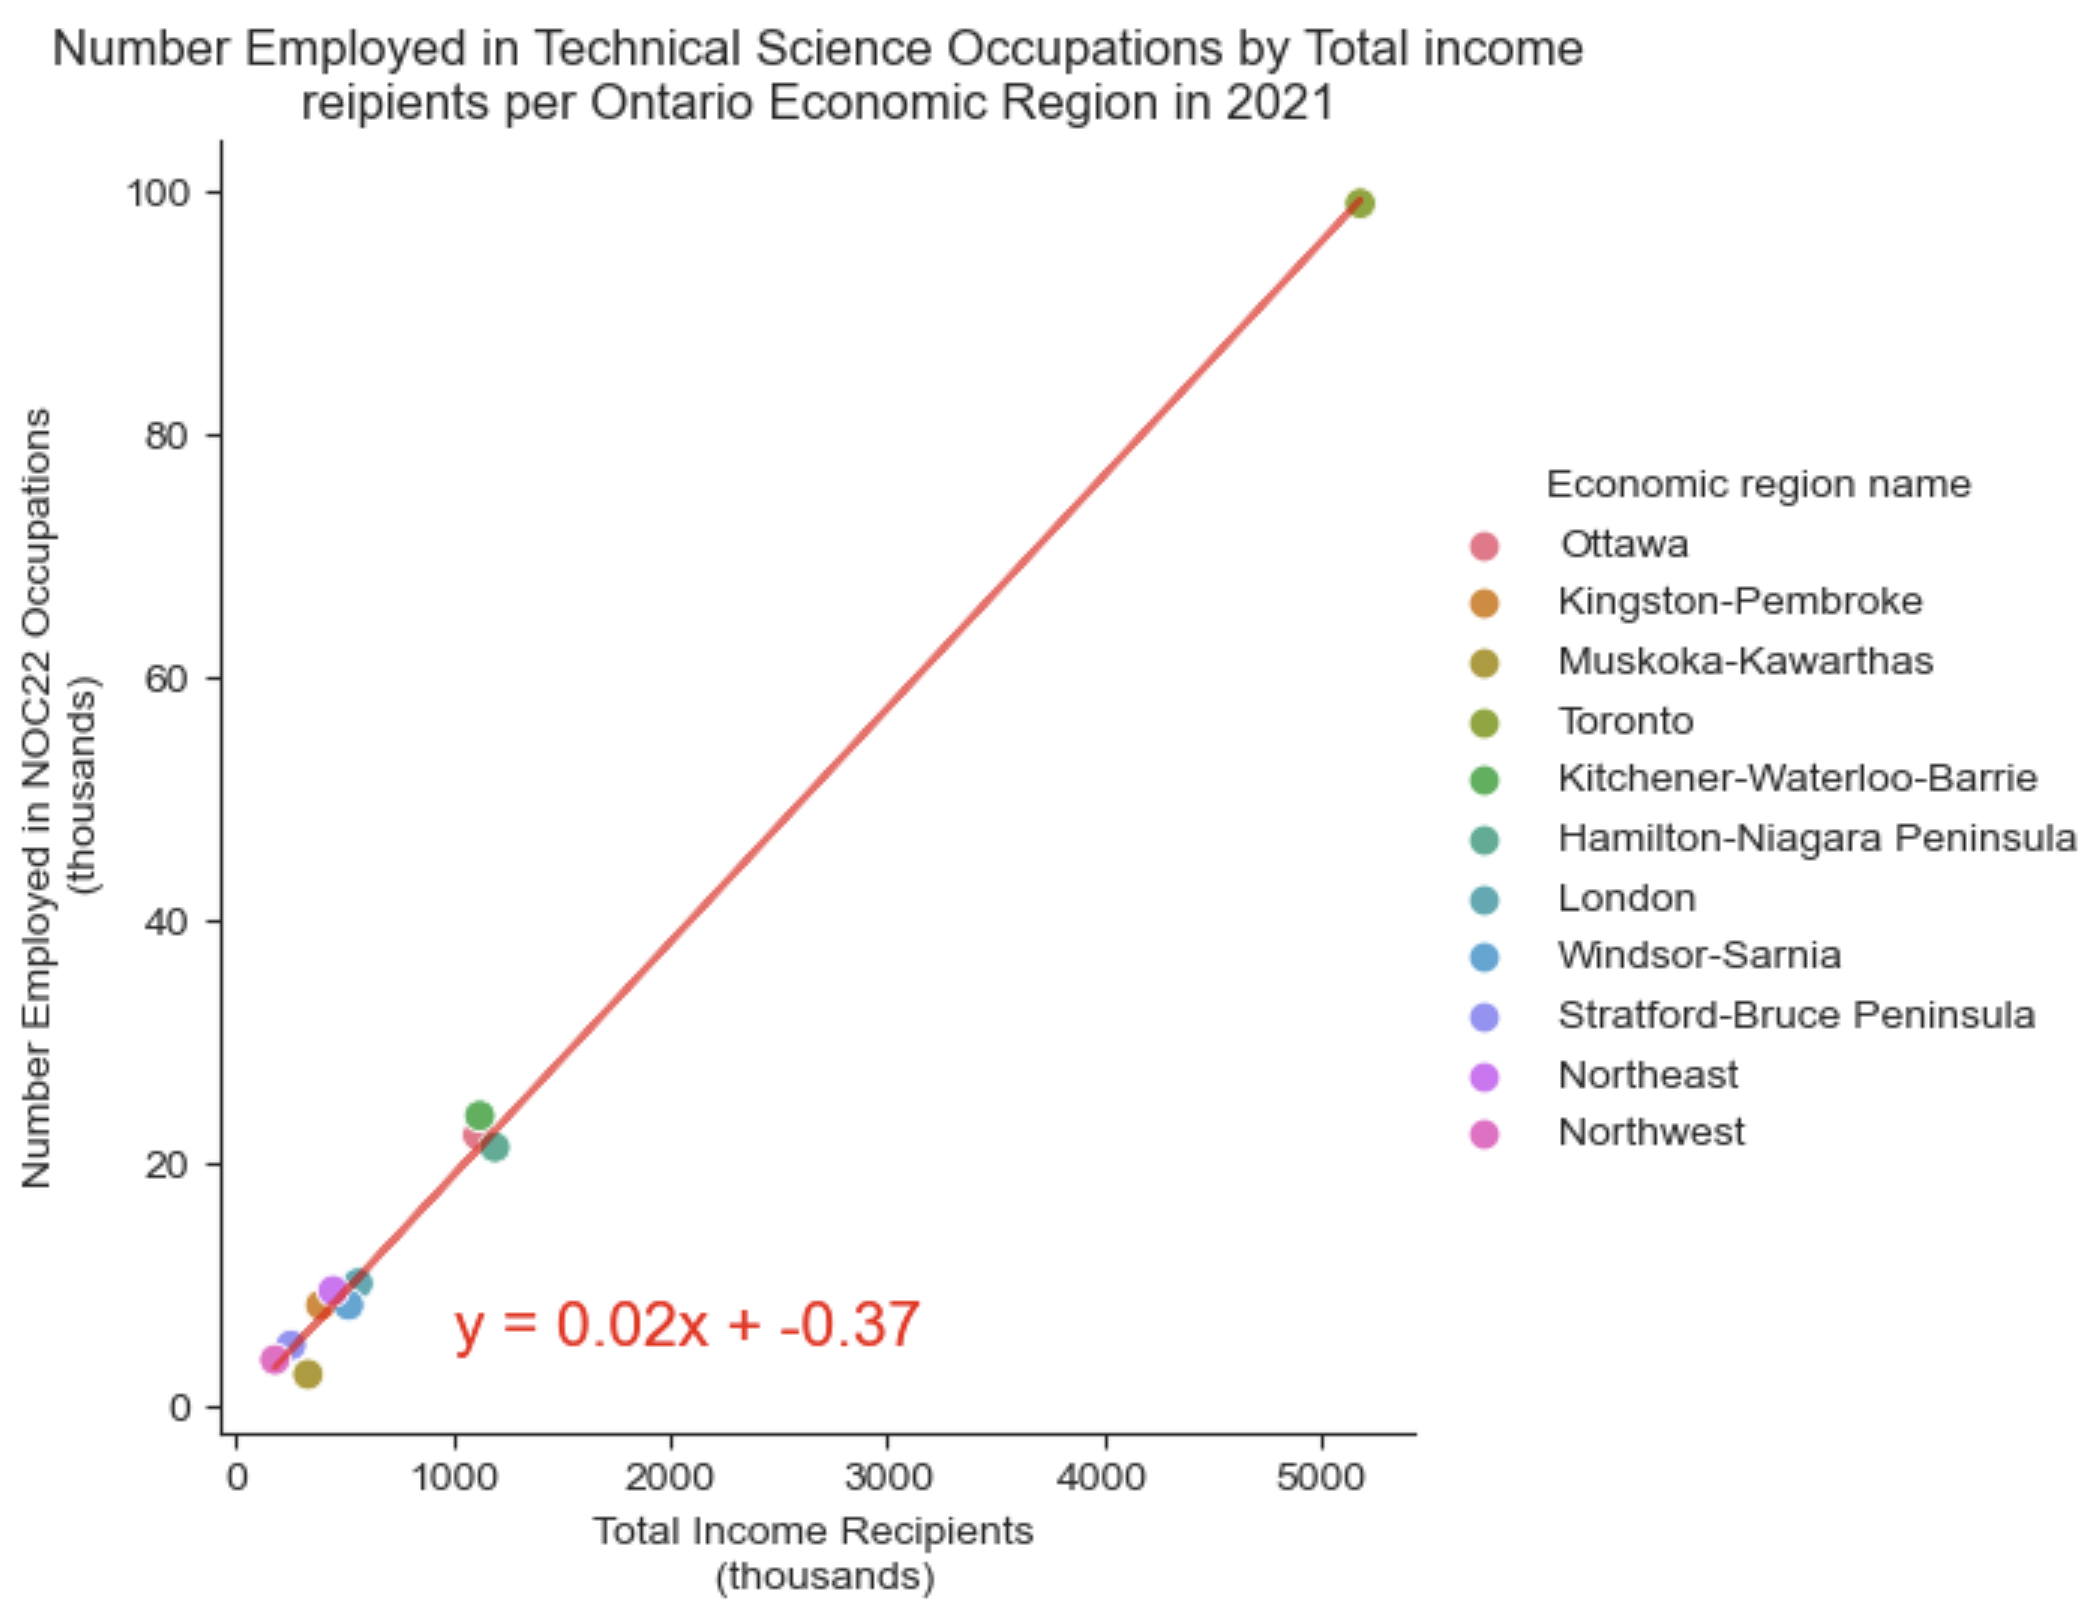 Number Employed in Technical Science Occupations by Total income
reipients per Ontario Economic Region in 2021
100
80
60
40
20
0
Number Employed in NOC22 Occupations
(thousands)
y = 0.02x + -0.37
0 1000 2000 3000 4000 5000
Total Income Recipients
(thousands)
Economic region name
Ottawa
Kingston-Pembroke
Muskoka-Kawarthas
Toronto
Kitchener-Waterloo-Barrie
Hamilton-Niagara Peninsula
London
Windsor-Sarnia
Stratford-Bruce Peninsula
Northeast
Northwest